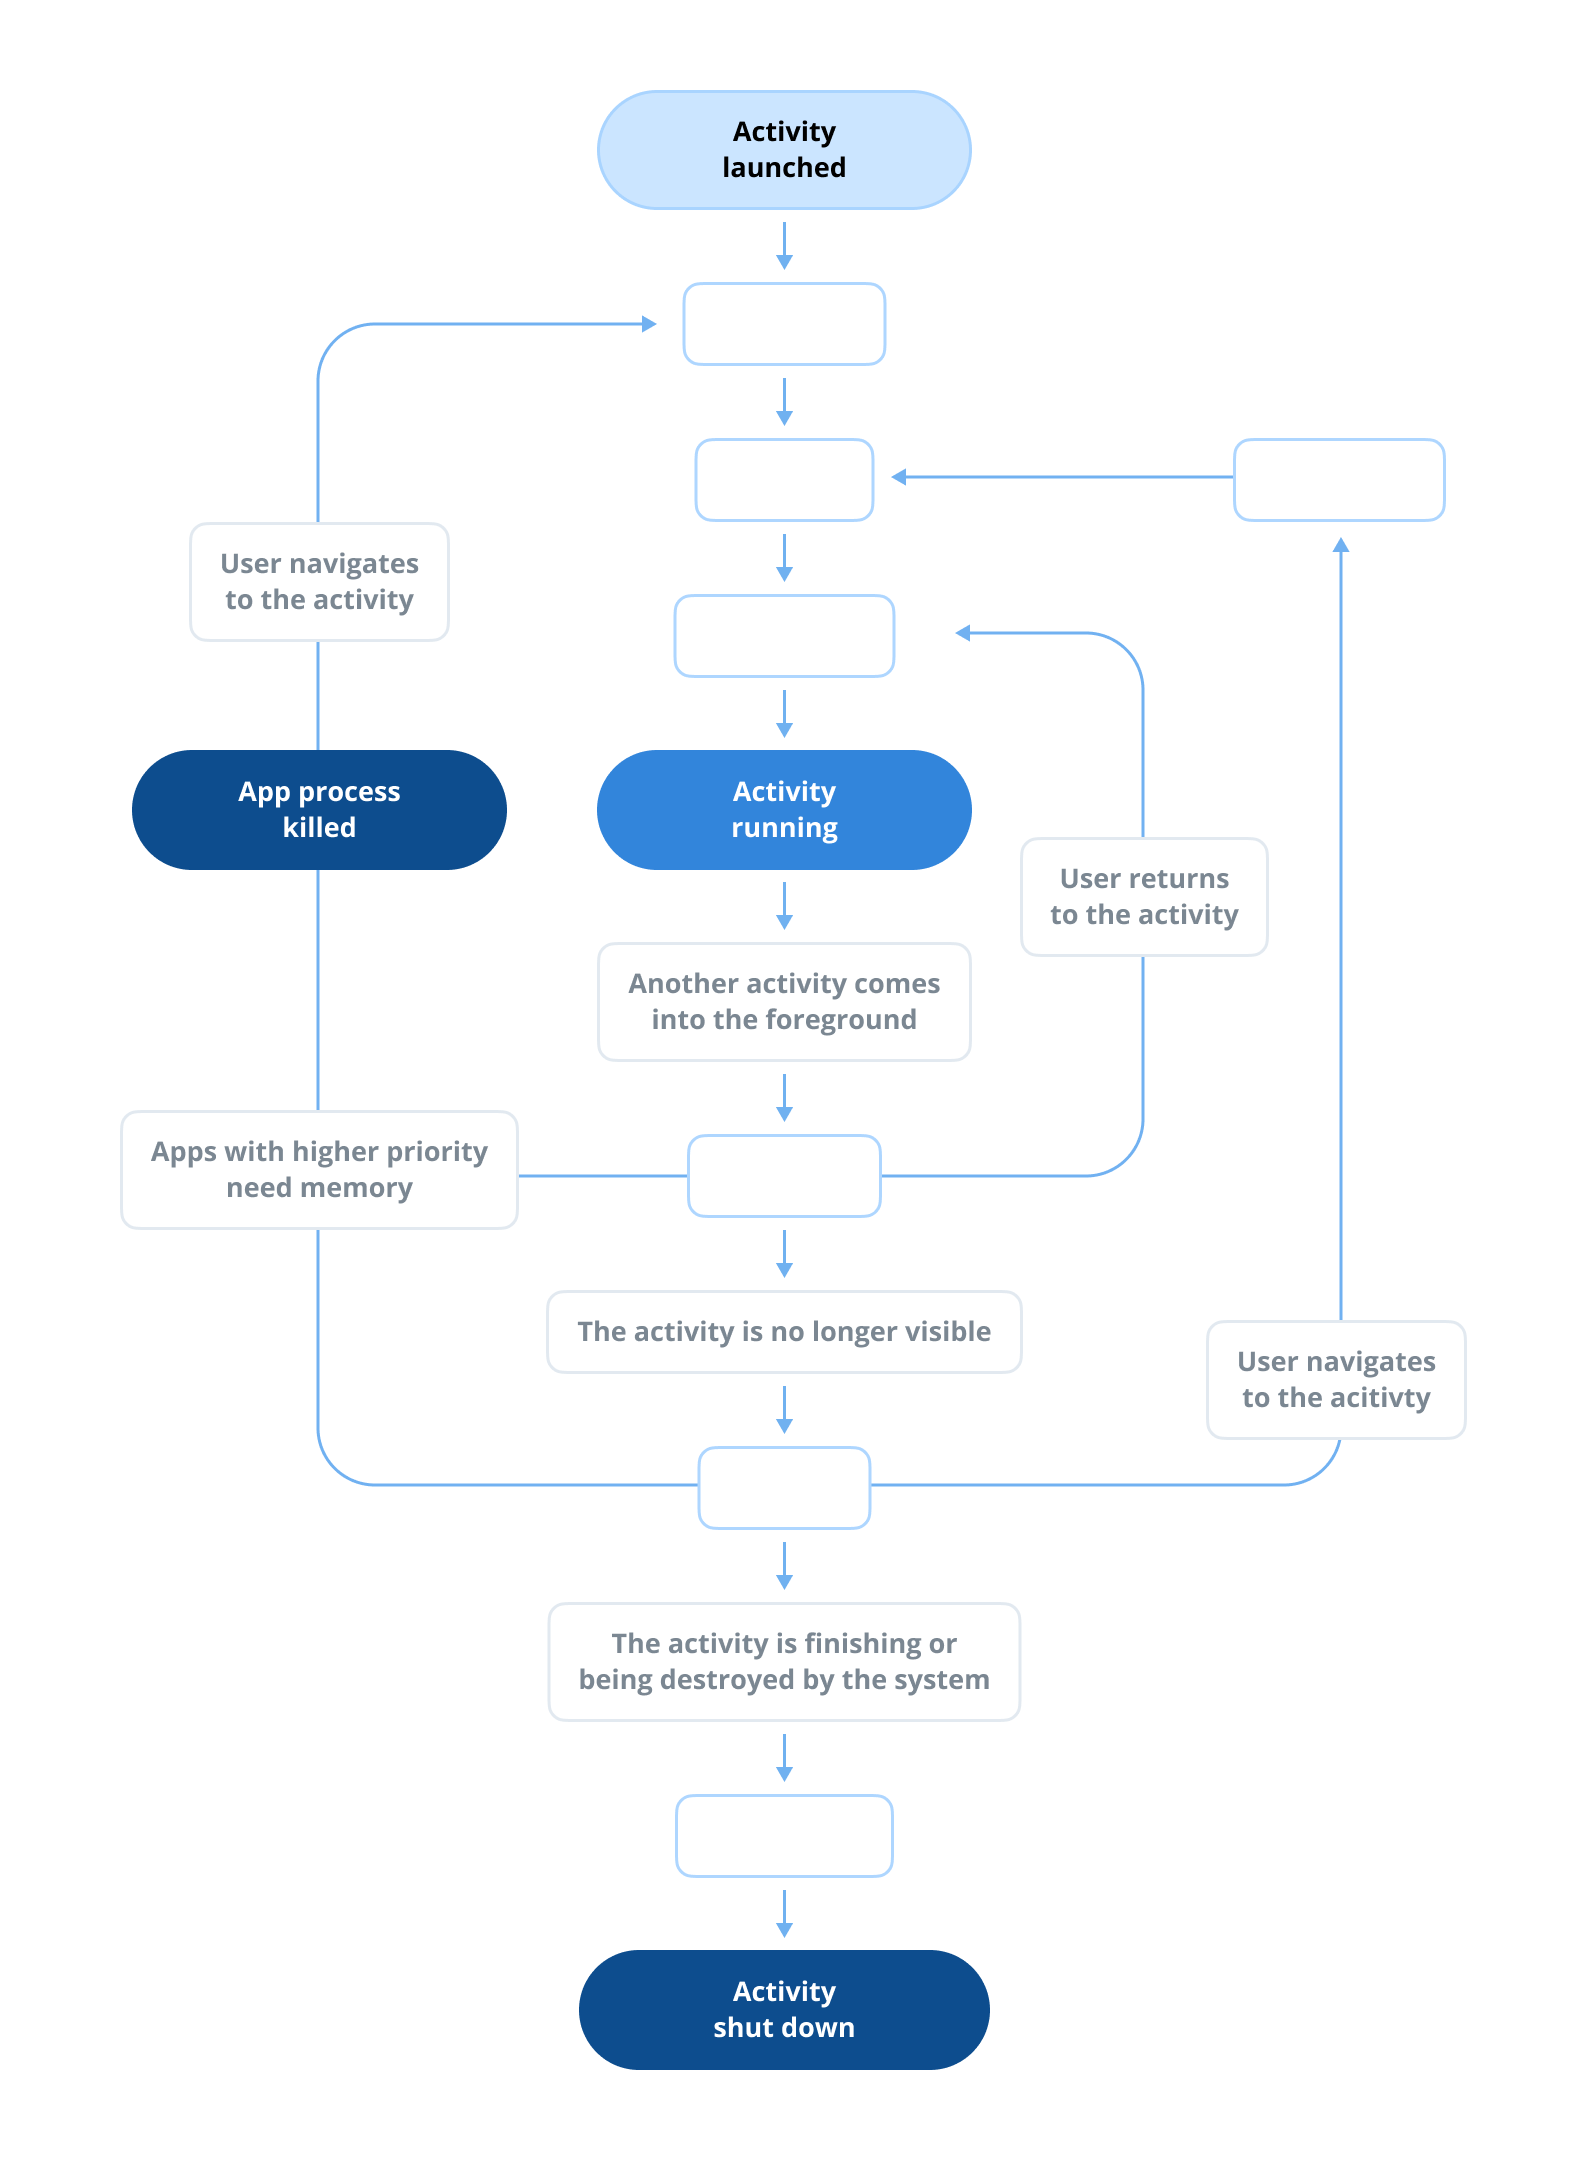 Activity
launched
User navigates
to the activity
App process
killed
Activity
running
User returns
to the activity
Another activity comes
into the foreground
Apps with higher priority
need memory
The activity is no longer visible
User navigates
to the acitivty
The activity is finishing or
being destroyed by the system
Activity
shut down